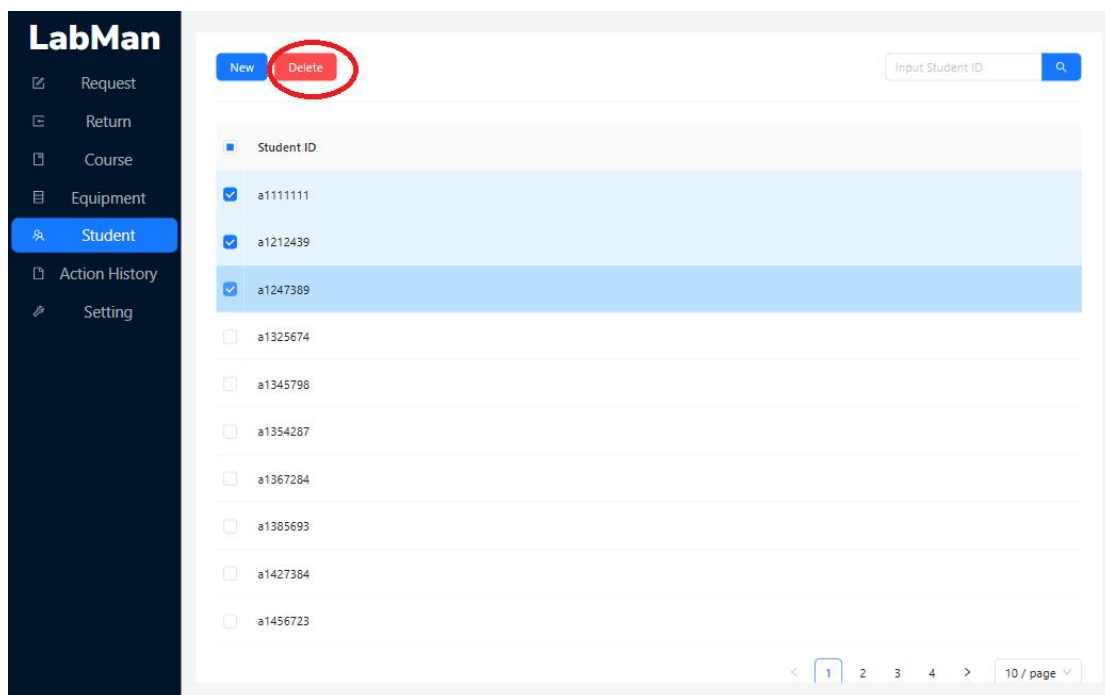 LabMan
Request
Return
Course
Equipment
Student
Action History
Setting
New Delete Input Student ID
Student ID
a1111111
a1212439
a1247389
a1325674
a1345798
a1354287
a1367284
a1385693
a1427384
a1456723
< 1 2 3 4 > 10 / page